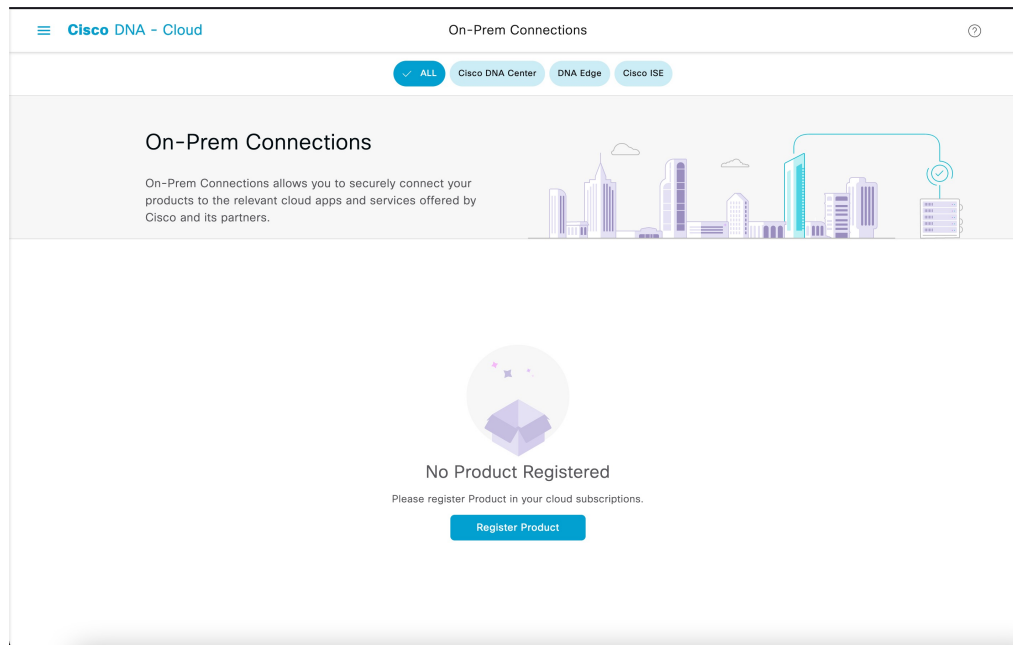 Cisco DNA - Cloud
On-Prem Connections
ALL
Cisco DNA Center
DNA Edge
Cisco ISE
On-Prem Connections
On-Prem Connections allows you to securely connect your
products to the relevant cloud apps and services offered by
Cisco and its partners.
No Product Registered
Please register Product in your cloud subscriptions.
Register Product